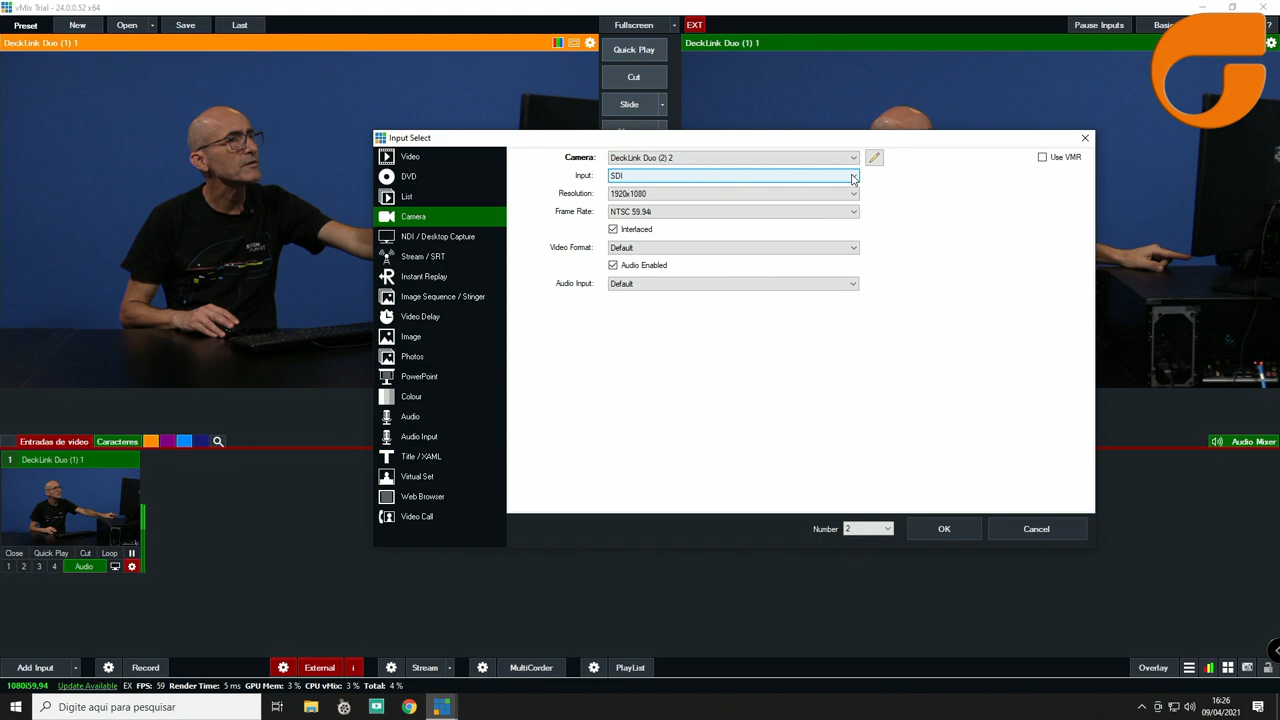 vMix Trial - 24.0.0.52 x64
Preset
New
Open
Save
Last
Fullscreen
EXT
Pause Inputs
Basic
?
DeckLink Duo (1) 1
Quick Play
Cut
Slide
DeckLink Duo (1) 1
Input Select
Video
DVD
List
Camera
NDI / Desktop Capture
Stream / SRT
Instant Replay
Image Sequence / Stinger
Video Delay
Image
Photos
PowerPoint
Colour
Audio
Audio Input
Title / XAML
Virtual Set
Web Browser
Video Call
Camera: DeckLink Duo (2) 2
Use VMR
Input: SDI
Resolution: 1920x1080
Frame Rate: NTSC 59.94i
Interlaced
Video Format: Default
Audio Enabled
Audio Input: Default
Number 2
OK
Cancel
Entradas de video
Caracteres
Audio Mixer
1 DeckLink Duo (1) 1
Close Quick Play Cut Loop
1 2 3 4 Audio
Add Input
Record
External
i
Stream
MultiCorder
PlayList
Overlay
1080i59,94 Update Available EX FPS: 59 Render Time: 5 ms GPU Mem: 3 % CPU vMix: 3 % Total: 4 %
Digite aqui para pesquisar
16:26
09/04/2021